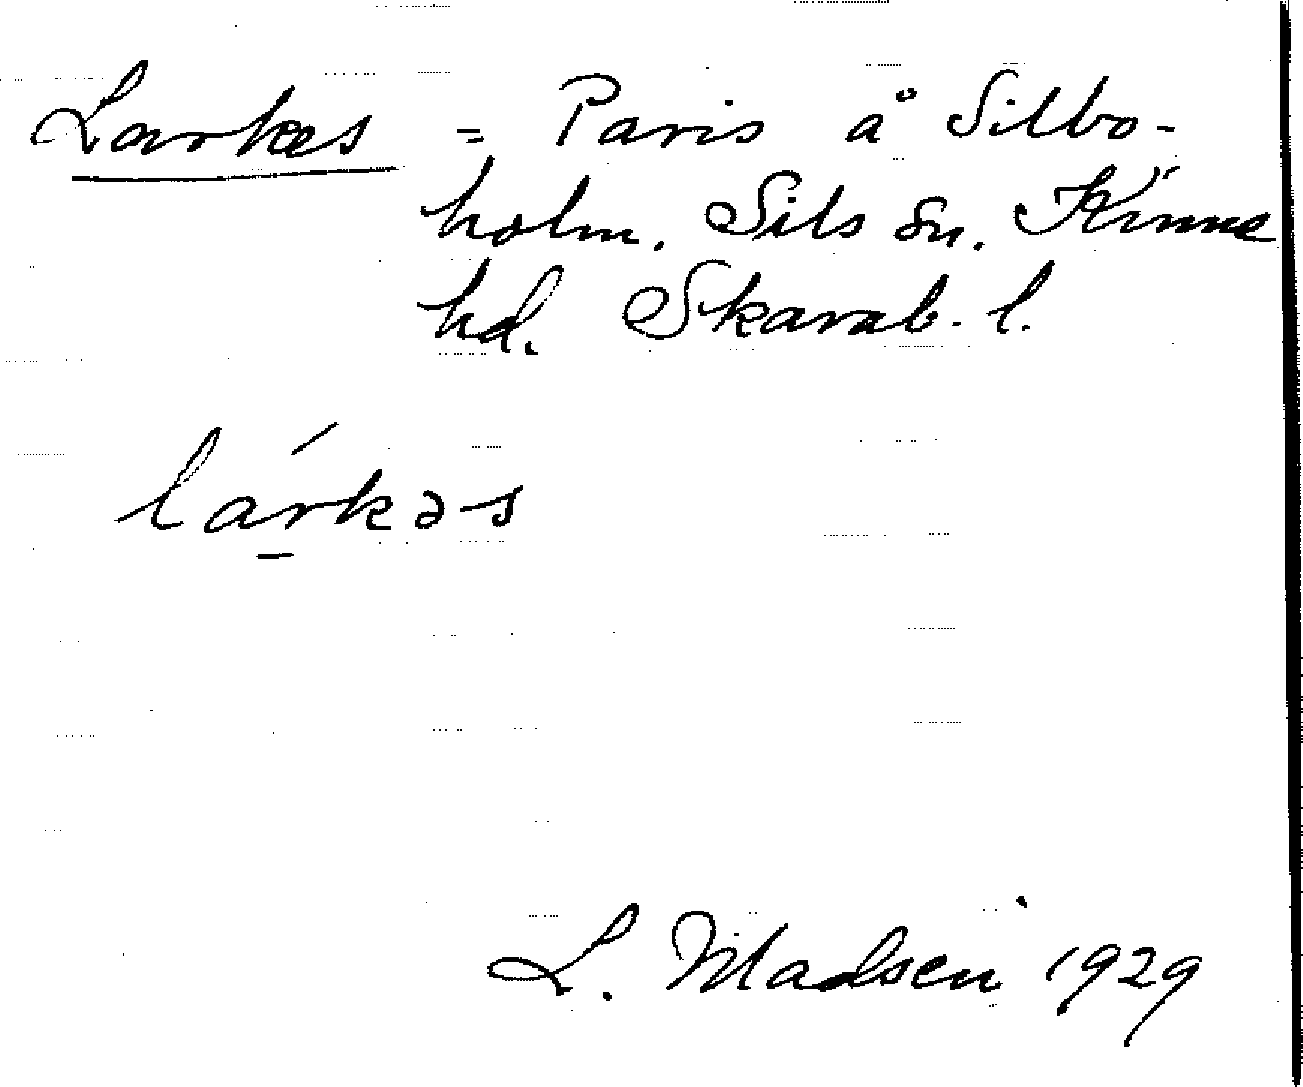 Larkes = Paris å Silbo-
holm. Sils sn. Kinne
hd. Skarab. l.
lárkəs
L. Madsen 1929